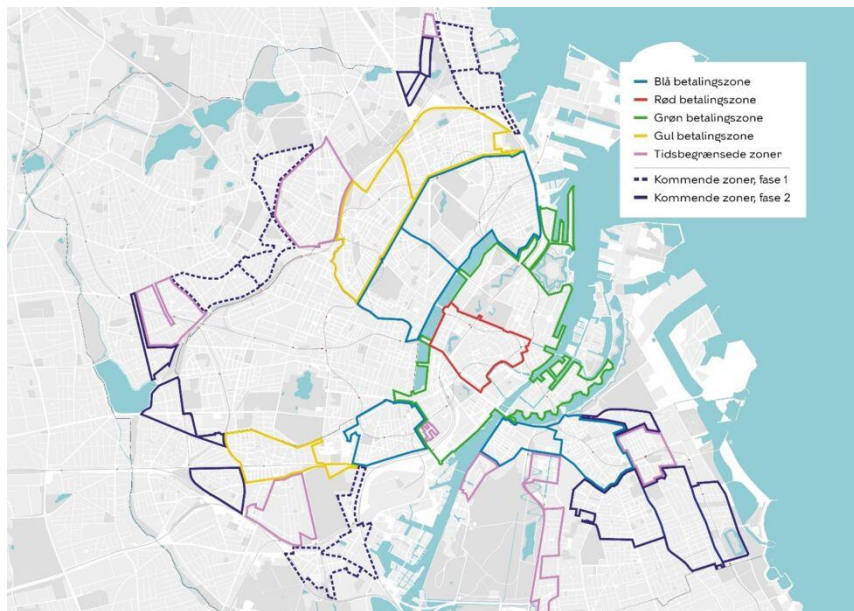 Blå betalingszone
Rød betalingszone
Grøn betalingszone
Gul betalingszone
Tidsbegrænsede zoner
Kommende zoner, fase 1
Kommende zoner, fase 2